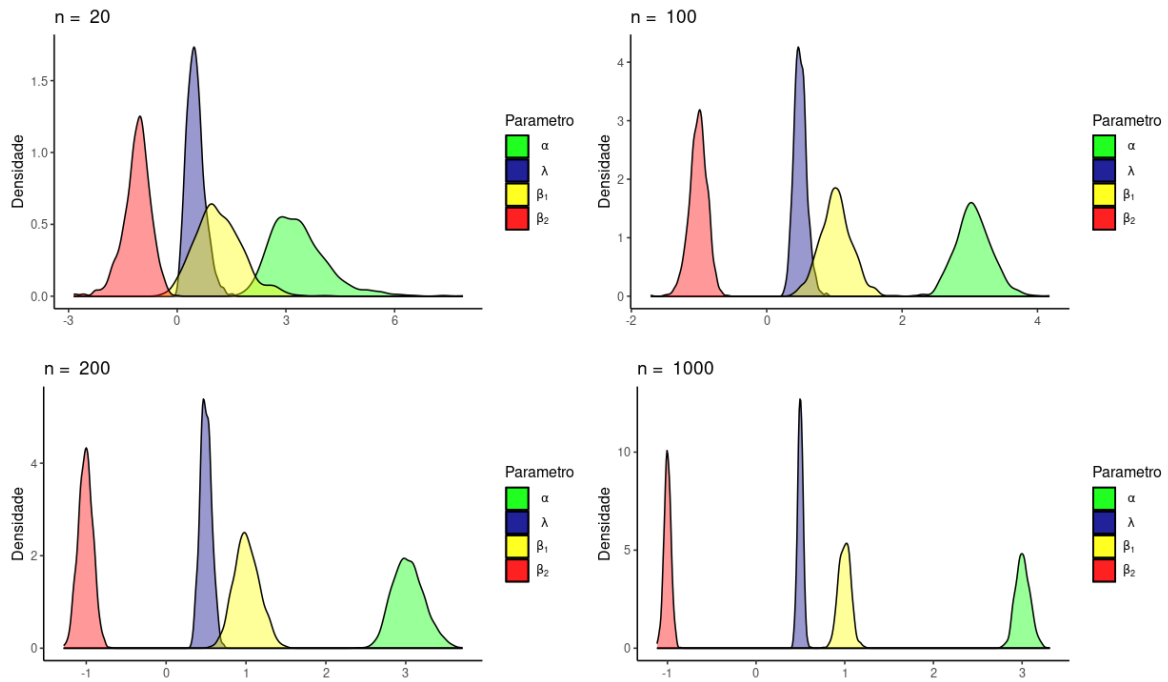 n = 20
Densidade
1.5
1.0
0.5
0.0
-3
0
3
6
Parametro
α
λ
β₁
β₂
n = 100
Densidade
4
3
2
1
0
-2
0
2
4
Parametro
α
λ
β₁
β₂
n = 200
Densidade
4
2
0
-1
0
1
2
3
Parametro
α
λ
β₁
β₂
n = 1000
Densidade
10
5
0
-1
0
1
2
3
Parametro
α
λ
β₁
β₂